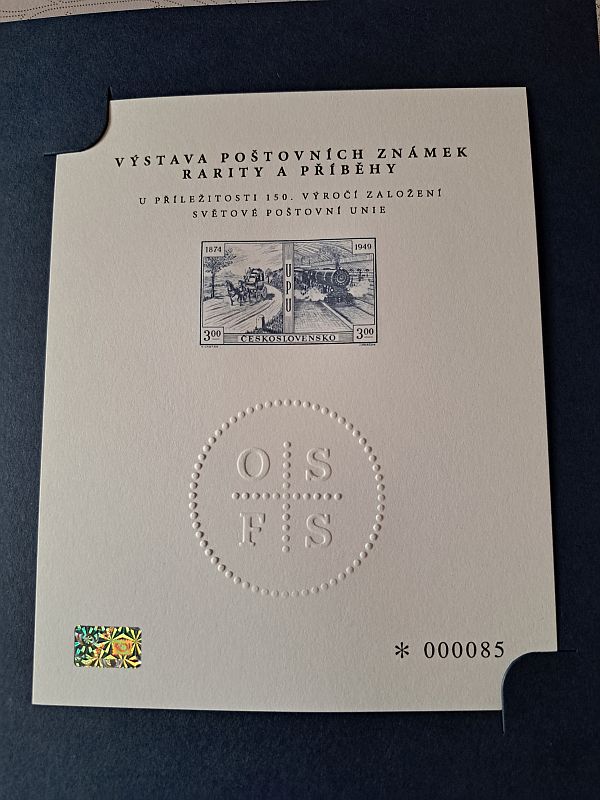 VÝSTAVA POŠTOVNÍCH ZNÁMEK
RARITY A PŘÍBĚHY
U PŘÍLEŽITOSTI 150. VÝROČÍ ZALOŽENÍ
SVĚTOVÉ POŠTOVNÍ UNIE
1874 1949
UPU
3.00 3.00
ČESKOSLOVENSKO
O S
F S
* 000085